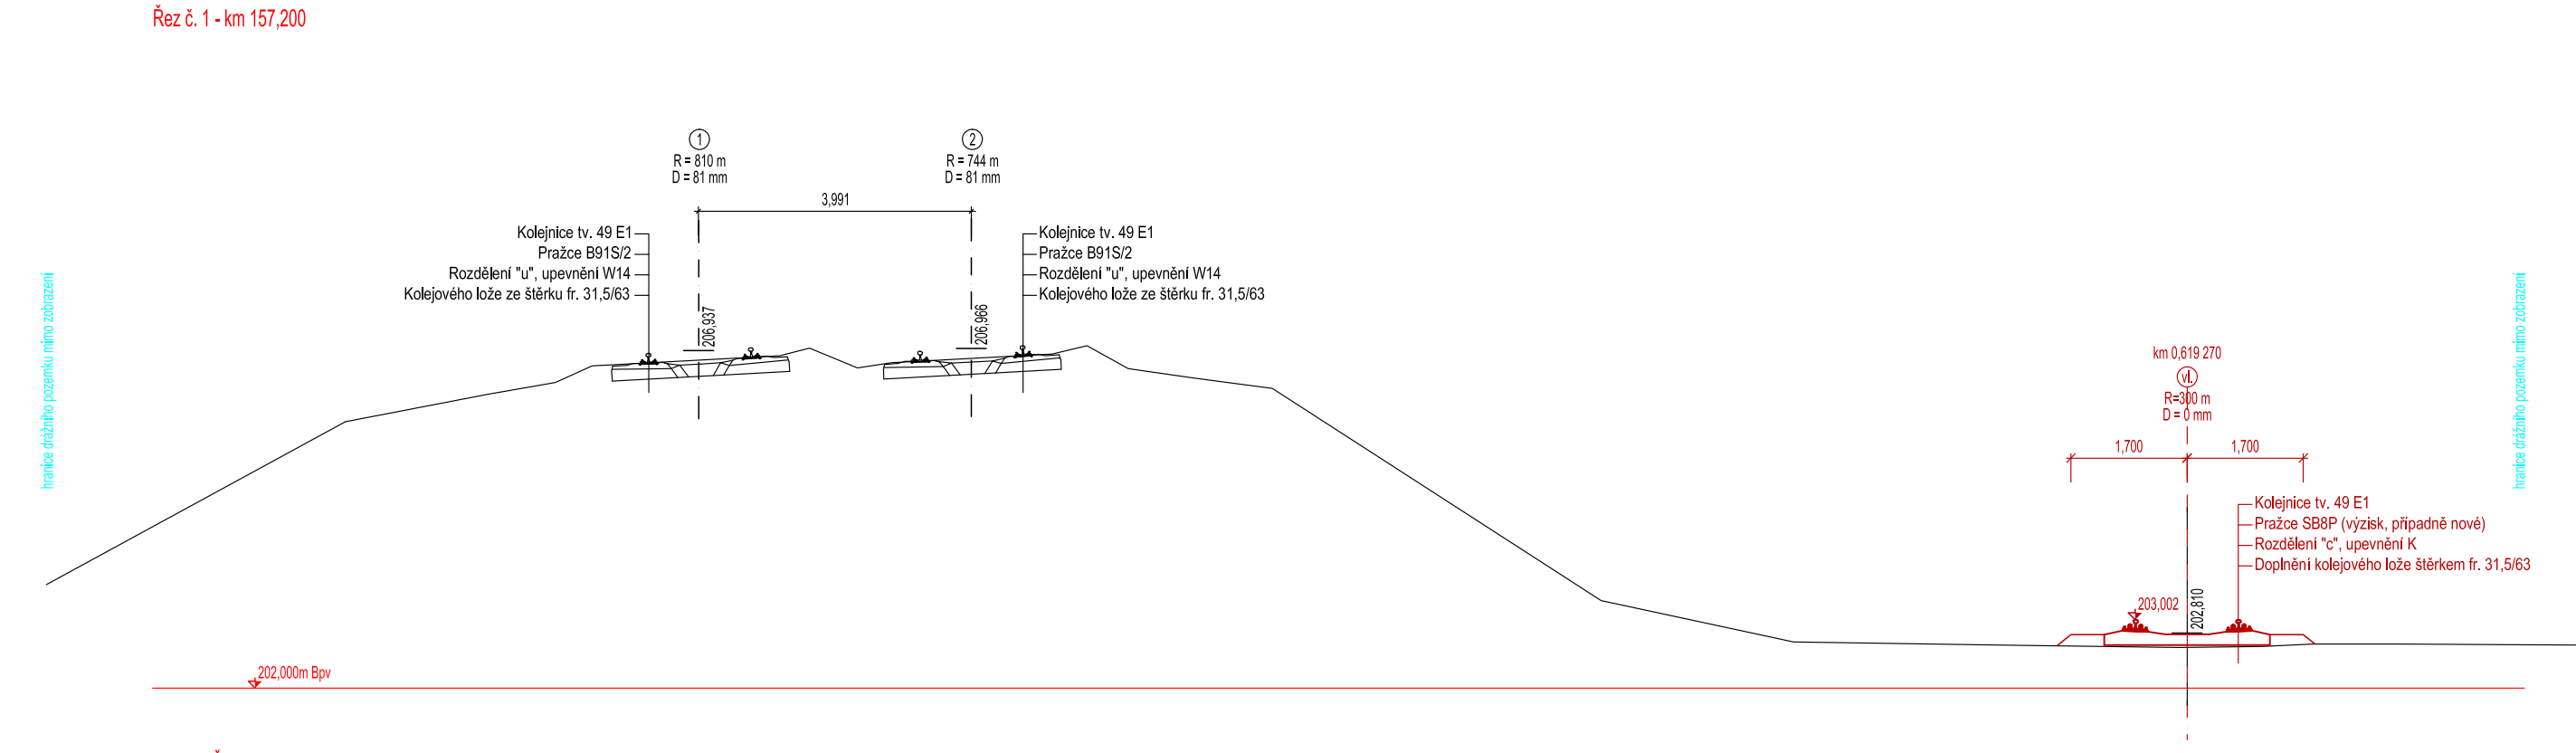 Řez č. 1 - km 157,200
1
R = 810 m
D = 81 mm
2
R = 744 m
D = 81 mm
3,991
Kolejnice tv. 49 E1
Pražce B91S/2
Rozdělení "u", upevnění W14
Kolejového lože ze štěrku fr. 31,5/63
Kolejnice tv. 49 E1
Pražce B91S/2
Rozdělení "u", upevnění W14
Kolejového lože ze štěrku fr. 31,5/63
206,937
206,966
hranice drážního pozemku mimo zobrazení
hranice drážního pozemku mimo zobrazení
km 0,619 270
vl.
R=300 m
D = 0 mm
1,700
1,700
Kolejnice tv. 49 E1
Pražce SB8P (výzisk, případně nové)
Rozdělení "c", upevnění K
Doplnění kolejového lože štěrkem fr. 31,5/63
203,002
202,810
202,000m Bpv